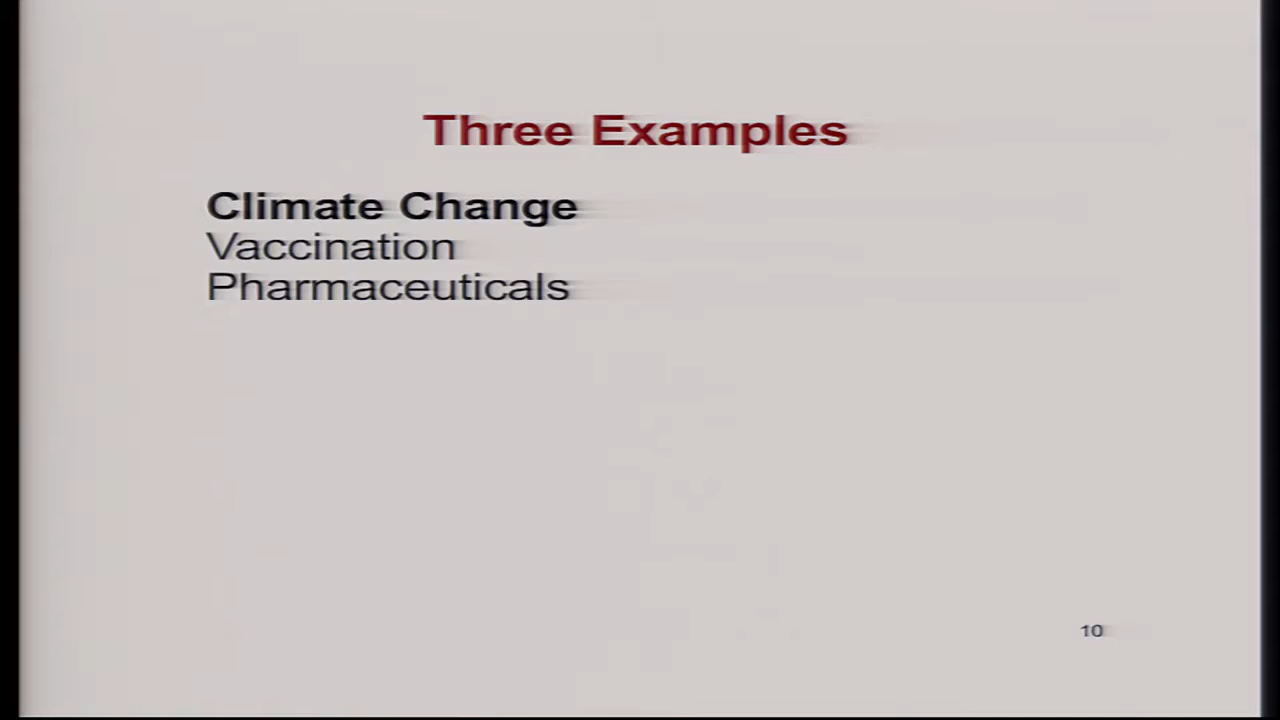 Three Examples
Climate Change
Vaccination
Pharmaceuticals
10